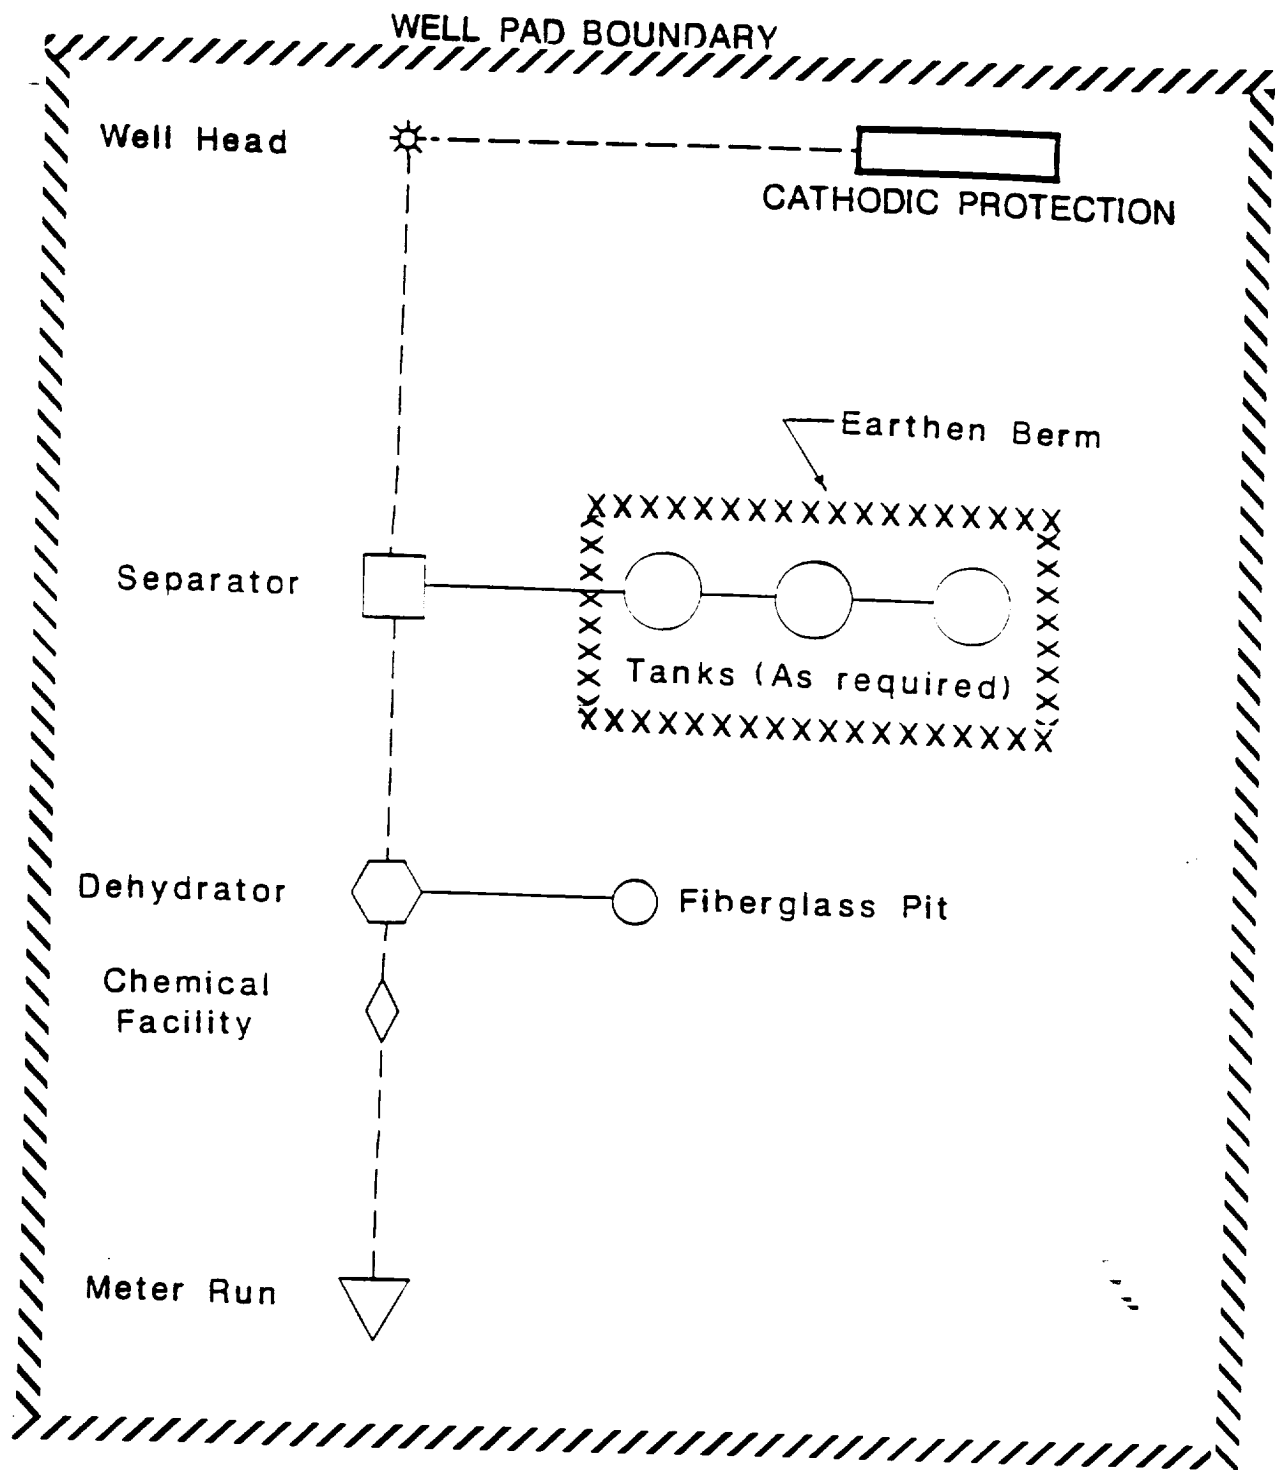 WELL PAD BOUNDARY
Well Head
CATHODIC PROTECTION
Earthen Berm
Separator
Tanks (As required)
Dehydrator
Fiberglass Pit
Chemical
Facility
Meter Run